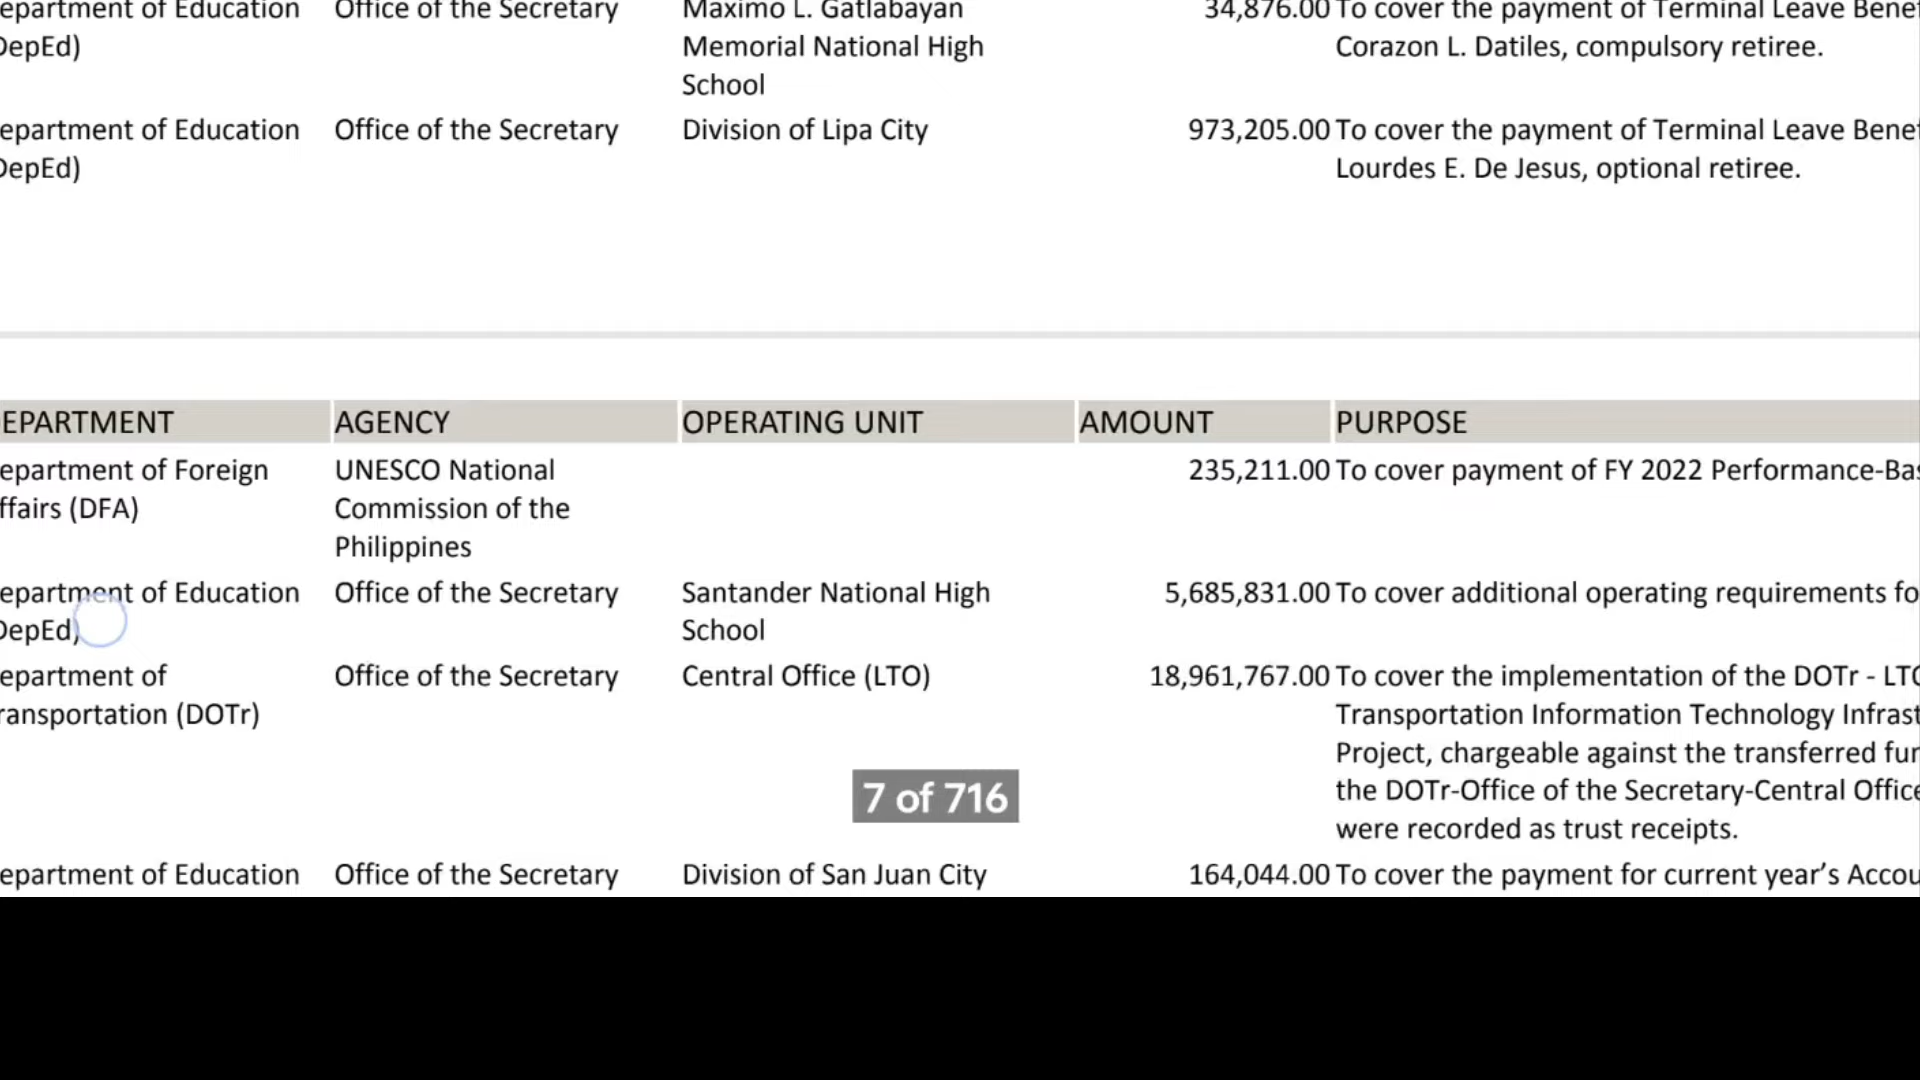 epartment of Education Office of the Secretary Maximo L. Gatlabayan 34,876.00 To cover the payment of Terminal Leave
DepEd) Memorial National High Corazon L. Datiles, compulsory retiree.
School
epartment of Education Office of the Secretary Division of Lipa City 973,205.00 To cover the payment of Terminal Leave
DepEd) Lourdes E. De Jesus, optional retiree.
EPARTMENT AGENCY OPERATING UNIT AMOUNT PURPOSE
epartment of Foreign UNESCO National 235,211.00 To cover payment of FY 2022 Performance-Bas
ffairs (DFA) Commission of the
Philippines
epartment of Education Office of the Secretary Santander National High 5,685,831.00 To cover additional operating requirements fo
DepEd) School
epartment of Office of the Secretary Central Office (LTO) 18,961,767.00 To cover the implementation of the DOTr - LTO
ransportation (DOTr) Transportation Information Technology Infrast
Project, chargeable against the transferred fun
7 of 716 the DOTr-Office of the Secretary-Central Office
were recorded as trust receipts.
epartment of Education Office of the Secretary Division of San Juan City 164,044.00 To cover the payment for current year's Accou